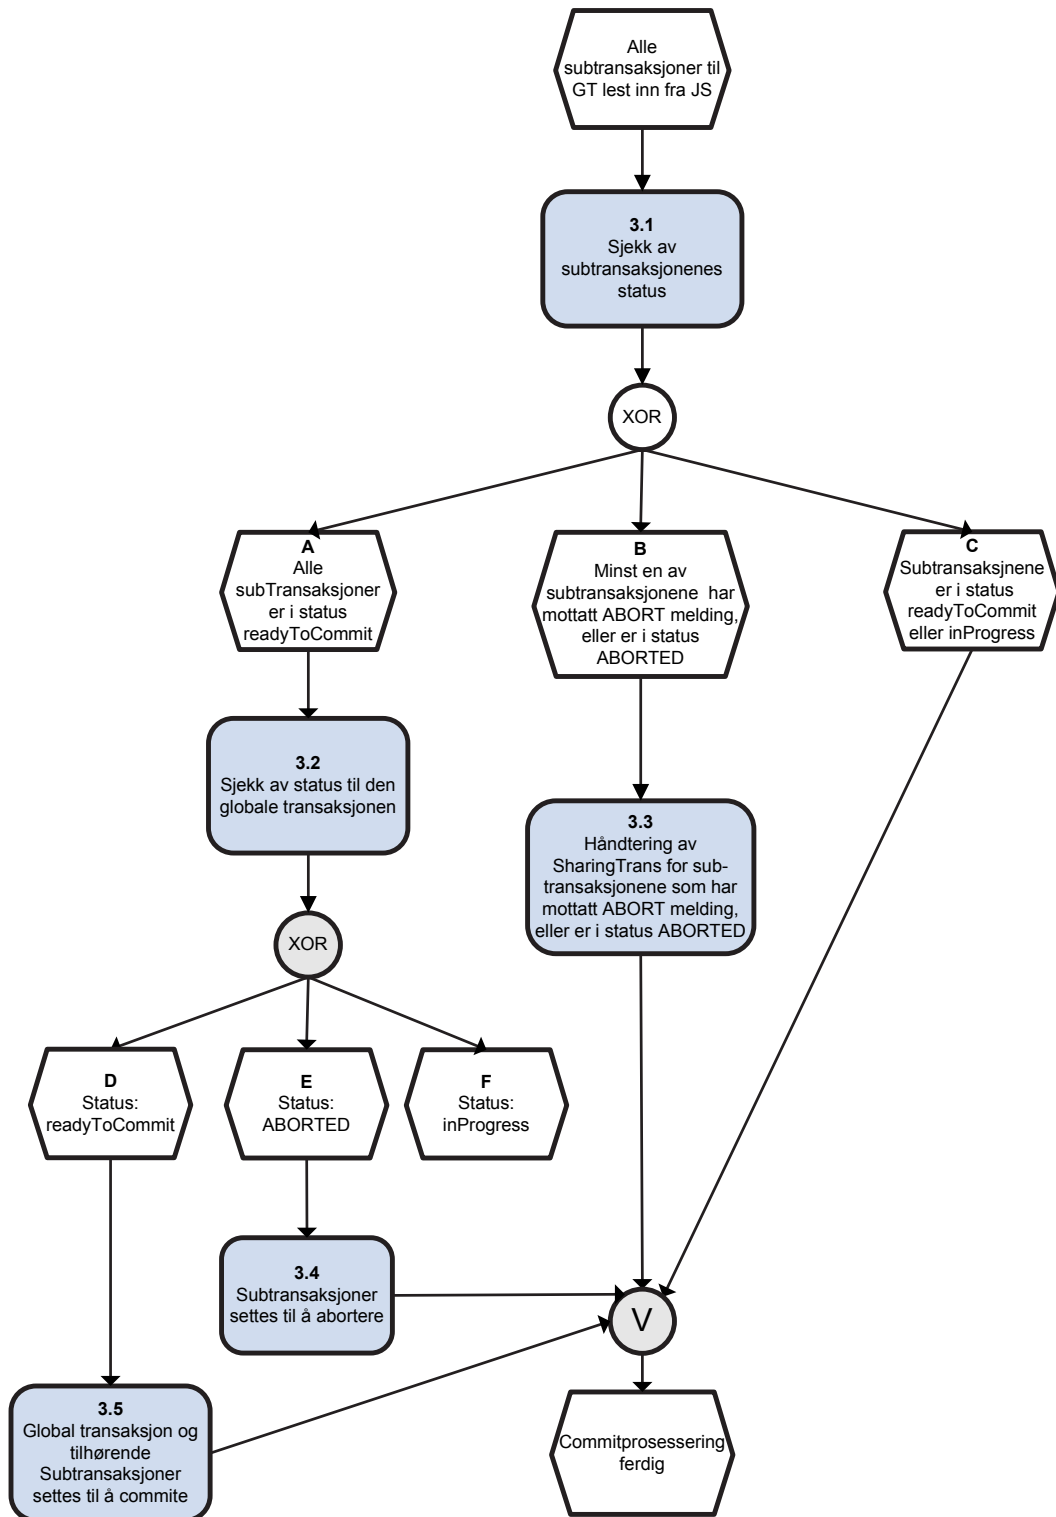 Alle
subtransaksjoner til
GT lest inn fra JS
3.1
Sjekk av
subtransaksjonenes
status
XOR
A
Alle
subTransaksjoner
er i status
readyToCommit
B
Minst en av
subtransaksjonene har
mottatt ABORT melding,
eller er i status
ABORTED
C
Subtransaksjnene
er i status
readyToCommit
eller inProgress
3.2
Sjekk av status til den
globale transaksjonen
3.3
Håndtering av
SharingTrans for sub-
transaksjonene som har
mottatt ABORT melding,
eller er i status ABORTED
XOR
D
Status:
readyToCommit
E
Status:
ABORTED
F
Status:
inProgress
3.4
Subtransaksjoner
settes til å abortere
V
3.5
Global transaksjon og
tilhørende
Subtransaksjoner
settes til å commite
Commitprosessering
ferdig